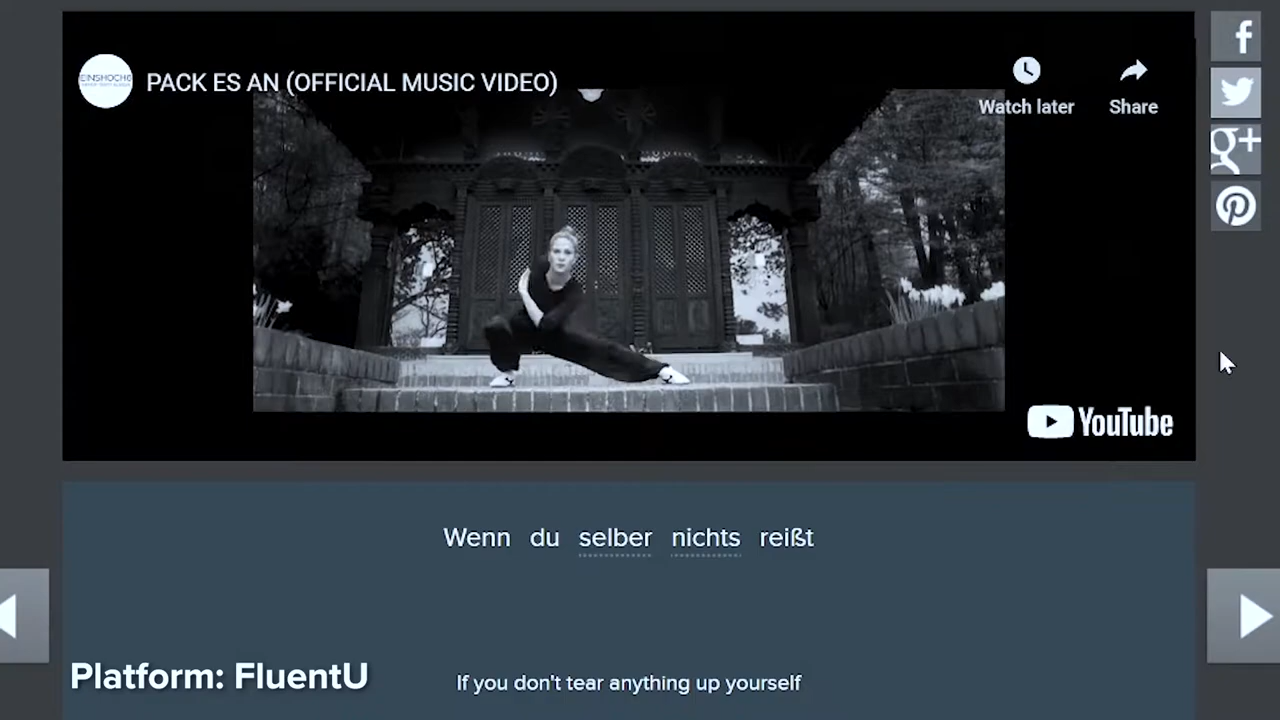 EINSHOCH6
PACK ES AN (OFFICIAL MUSIC VIDEO)
Watch later
Share
YouTube
Wenn du selber nichts reißt
Platform: FluentU
If you don't tear anything up yourself